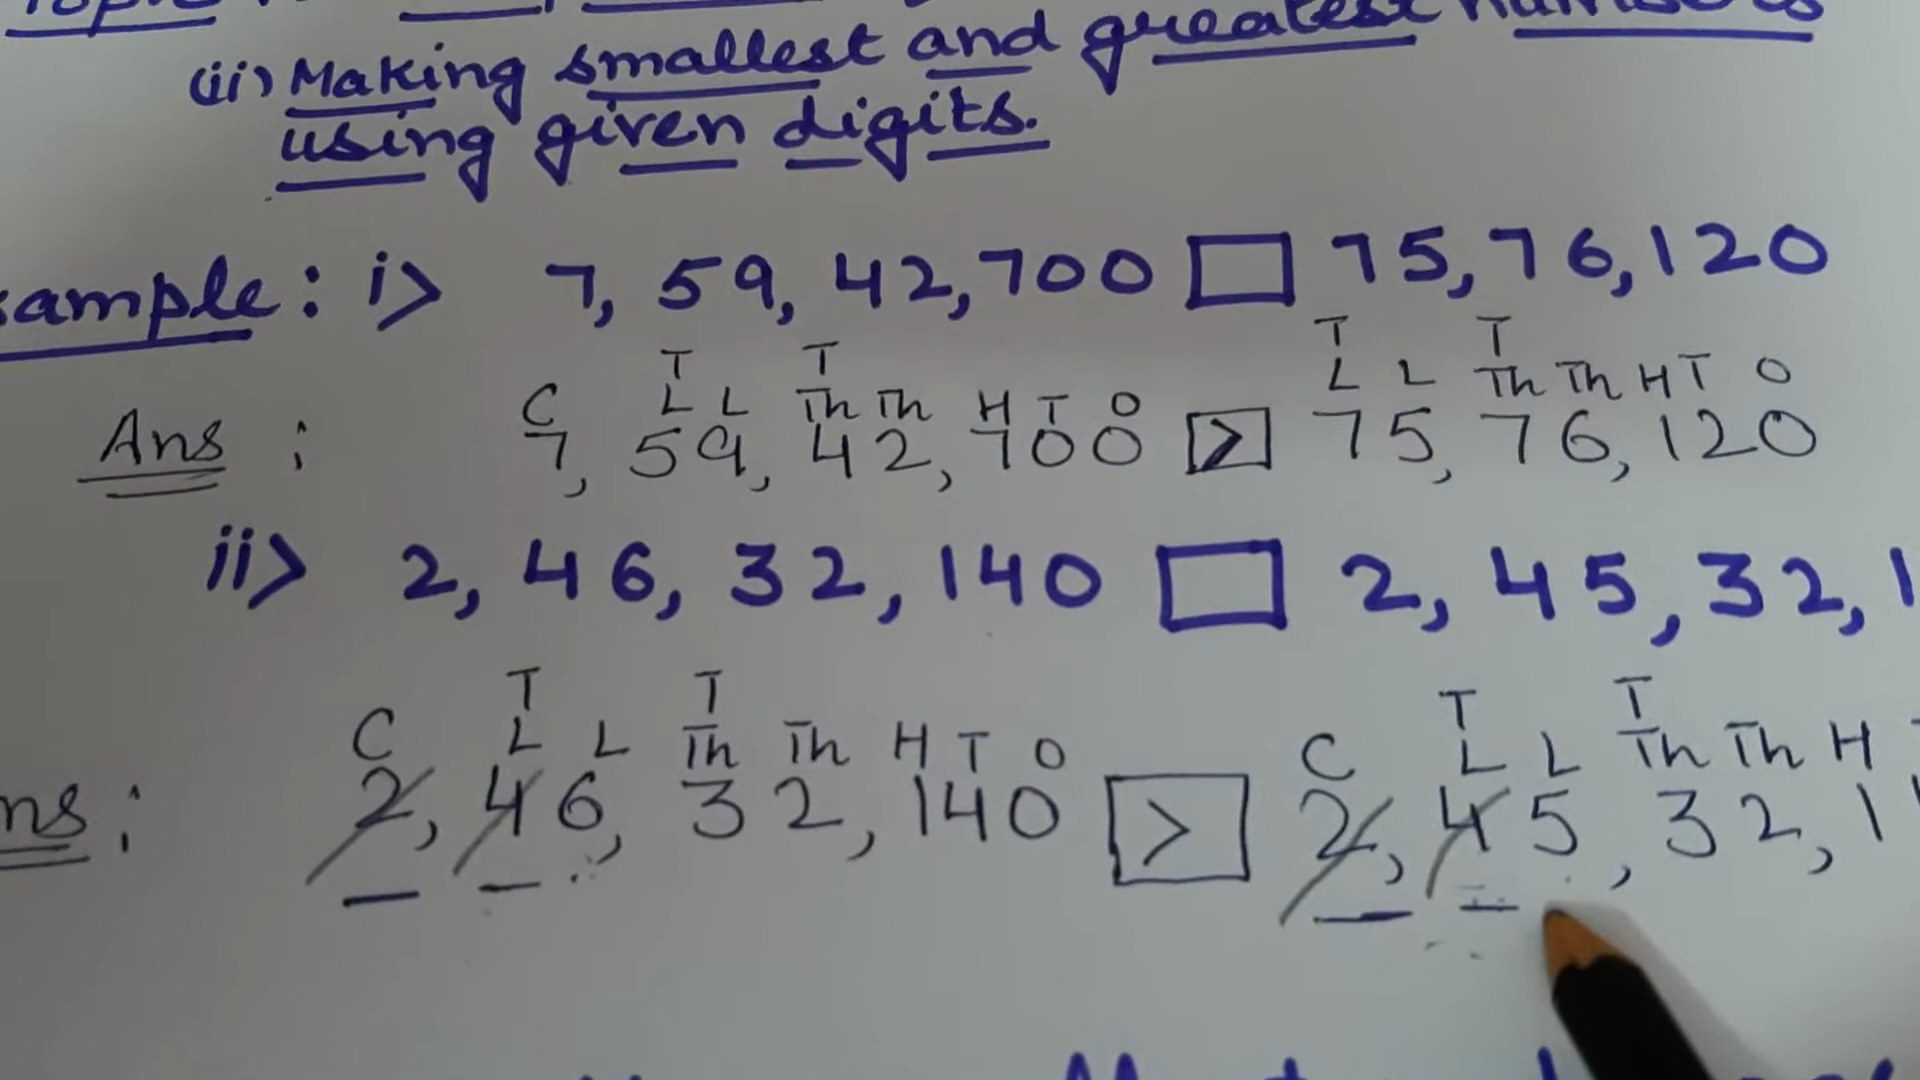 (ii) Making smallest and greatest numbers
using given digits.
i> 7, 59, 42,700 □ 75,76,120
T T
T T L L Th Th H T O
C L L Th Th H T O
Ans : 7, 59, 42, 700 > 75, 76, 120
ii> 2, 46, 32, 140 □ 2, 45, 32, 1
T T T T
C L L Th Th H T O C L L Th Th H
2, 46, 32, 140 > 2, 45, 32, 1